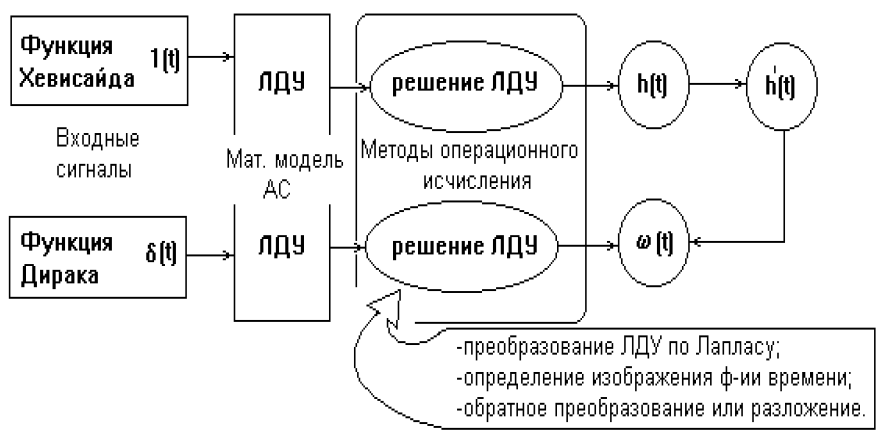 Функция
Хевисайда 1(t)
ЛДУ
решение ЛДУ
h(t)
h'(t)
Входные
сигналы
Мат. модель
АС
Методы операционного
исчисления
Функция
Дирака δ(t)
ЛДУ
решение ЛДУ
ω(t)
-преобразование ЛДУ по Лапласу;
-определение изображения ф-ии времени;
-обратное преобразование или разложение.